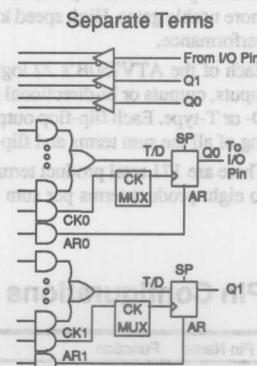 Separate Terms
From I/O Pin
Q1
Q0
SP
T/D
Q0
To
I/O
Pin
CK
MUX
AR
CK0
AR0
SP
T/D
Q1
CK
MUX
AR
CK1
AR1